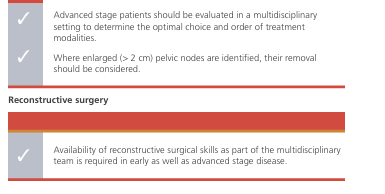 Advanced stage patients should be evaluated in a multidisciplinary
setting to determine the optimal choice and order of treatment
modalities.
Where enlarged (> 2 cm) pelvic nodes are identified, their removal
should be considered.
Reconstructive surgery
Availability of reconstructive surgical skills as part of the multidisciplinary
team is required in early as well as advanced stage disease.